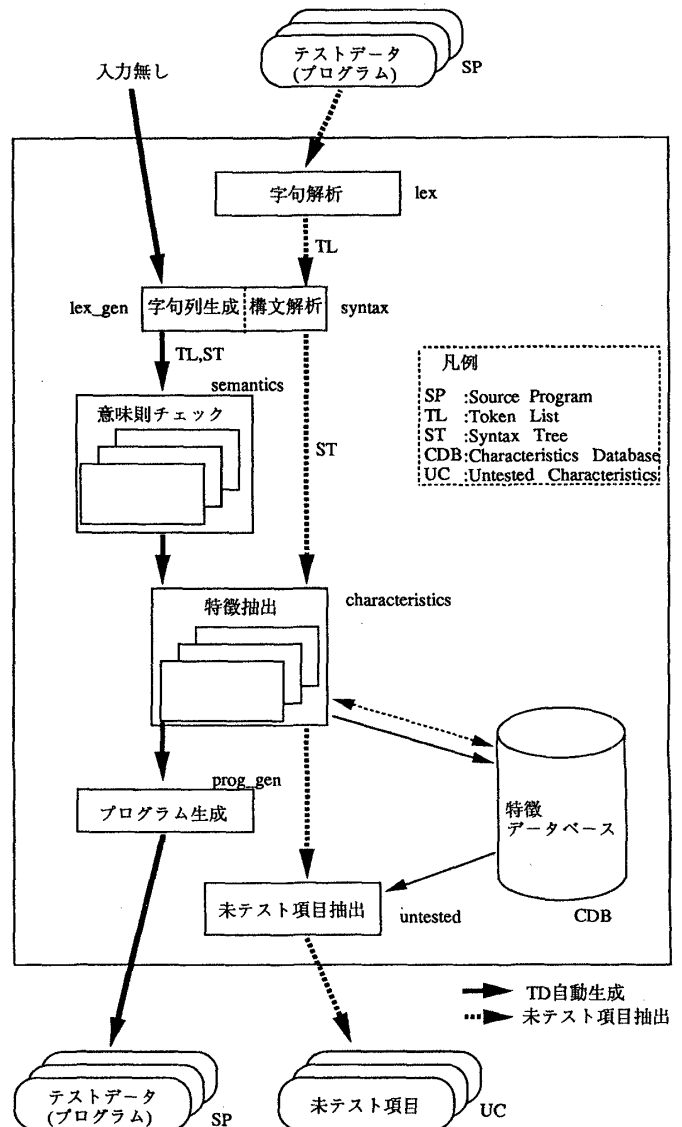 テストデータ
(プログラム)
SP
入力無し
字句解析
lex
TL
lex_gen
字句列生成
構文解析
syntax
TL,ST
semantics
意味則チェック
ST
凡例
SP :Source Program
TL :Token List
ST :Syntax Tree
CDB:Characteristics Database
UC :Untested Characteristics
特徴抽出
characteristics
prog_gen
プログラム生成
特徴
データベース
CDB
未テスト項目抽出
untested
TD自動生成
未テスト項目抽出
テストデータ
(プログラム)
SP
未テスト項目
UC